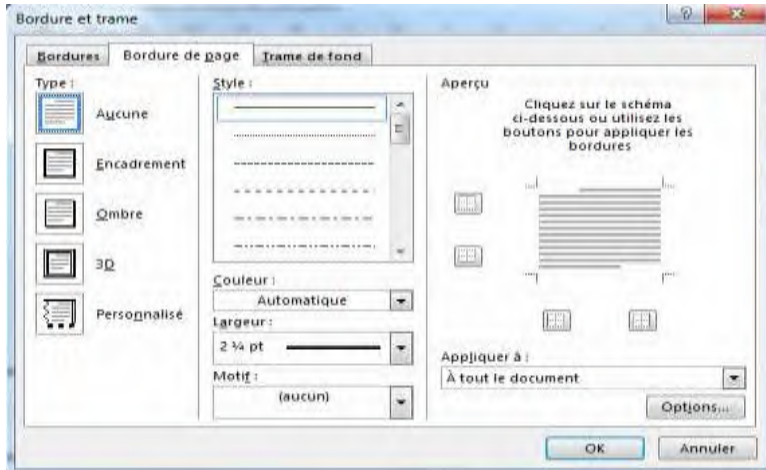 Bordure et trame
Bordures Bordure de page Trame de fond
Type :
Aucune
Encadrement
Ombre
3D
Personnalisé
Style :
Couleur :
Automatique
Largeur :
2 ¼ pt
Motif :
(aucun)
Aperçu
Cliquez sur le schéma
ci-dessous ou utilisez les
boutons pour appliquer les
bordures
Appliquer à :
À tout le document
Options...
OK Annuler